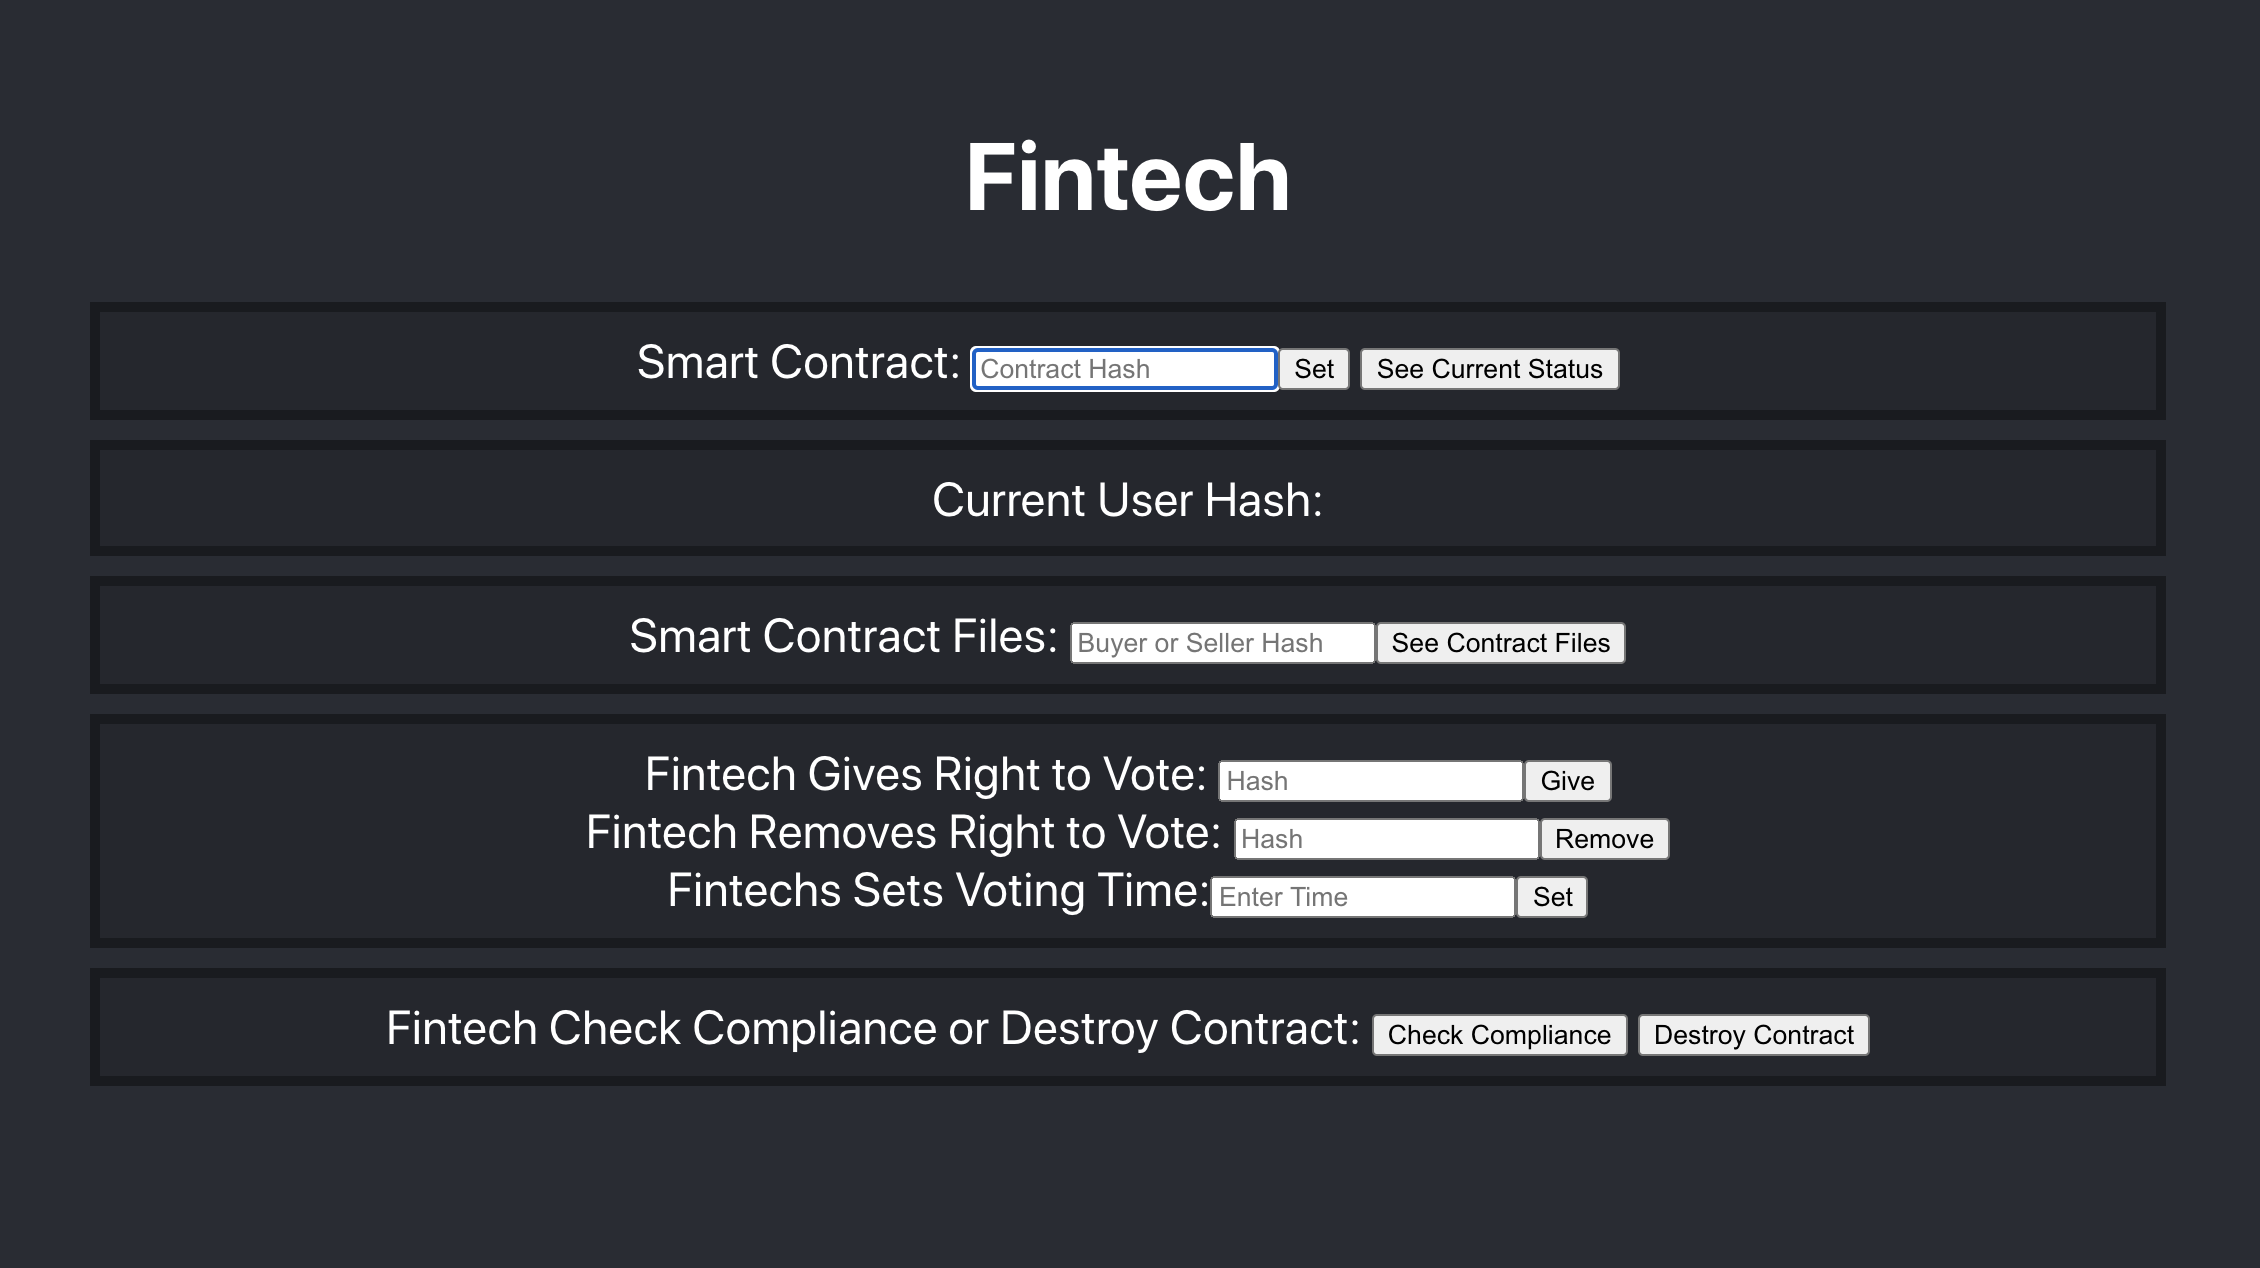 Fintech
Smart Contract: Contract Hash Set See Current Status
Current User Hash:
Smart Contract Files: Buyer or Seller Hash See Contract Files
Fintech Gives Right to Vote: Hash Give
Fintech Removes Right to Vote: Hash Remove
Fintechs Sets Voting Time: Enter Time Set
Fintech Check Compliance or Destroy Contract: Check Compliance Destroy Contract